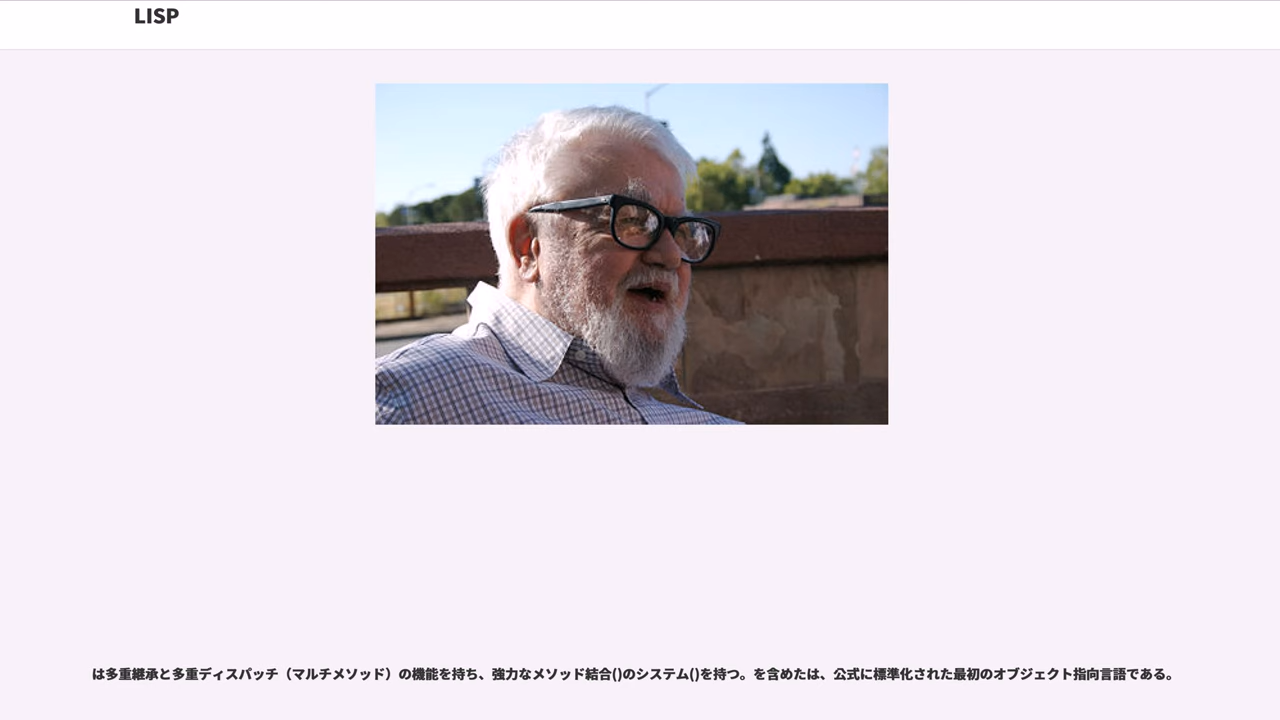 LISP
は多重継承と多重ディスパッチ（マルチメソッド）の機能を持ち、強力なメソッド結合()のシステム()を持つ。を含めたは、公式に標準化された最初のオブジェクト指向言語である。